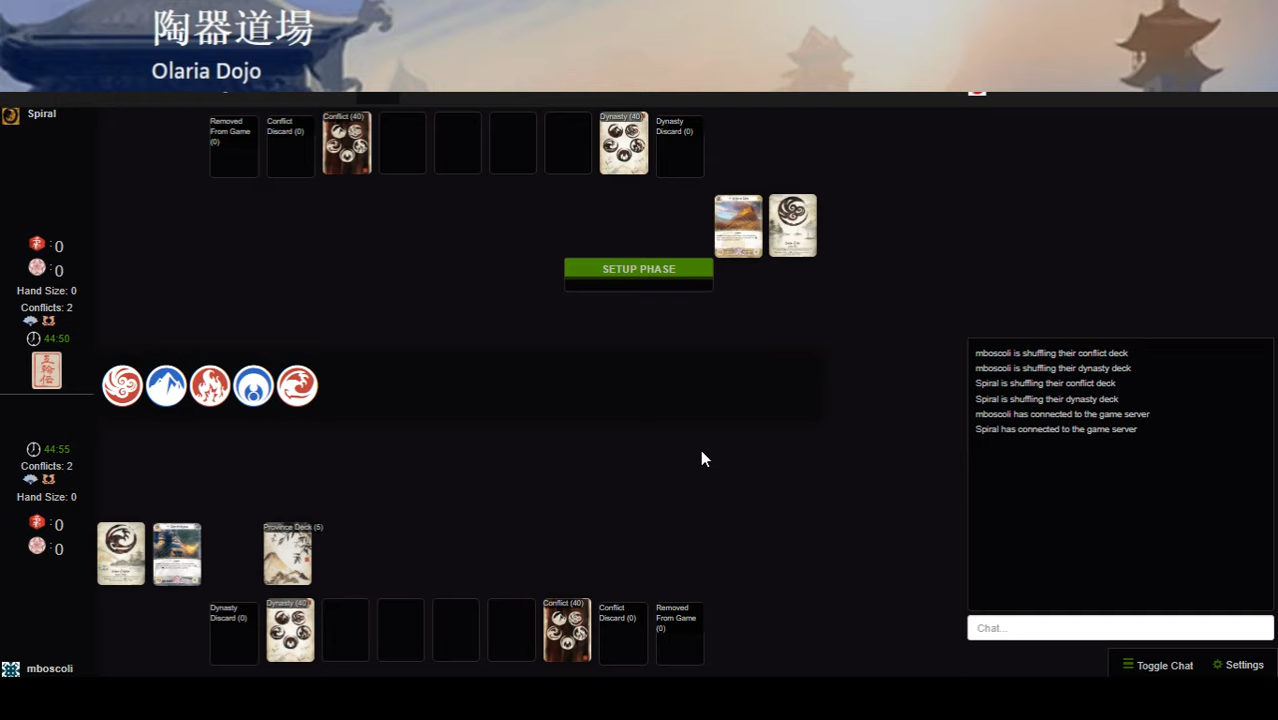 陶器道場
Olaria Dojo
Spiral
Removed
From Game
(0)
Conflict
Discard (0)
Conflict (40)
Dynasty (40)
Dynasty
Discard (0)
:0
:0
Hand Size: 0
Conflicts: 2
44:50
SETUP PHASE
mboscoli is shuffling their conflict deck
mboscoli is shuffling their dynasty deck
Spiral is shuffling their conflict deck
Spiral is shuffling their dynasty deck
mboscoli has connected to the game server
Spiral has connected to the game server
44:55
Conflicts: 2
Hand Size: 0
:0
:0
Province Deck (5)
Dynasty
Discard (0)
Dynasty (40)
Conflict (40)
Conflict
Discard (0)
Removed
From Game
(0)
Chat...
Toggle Chat
Settings
mboscoli